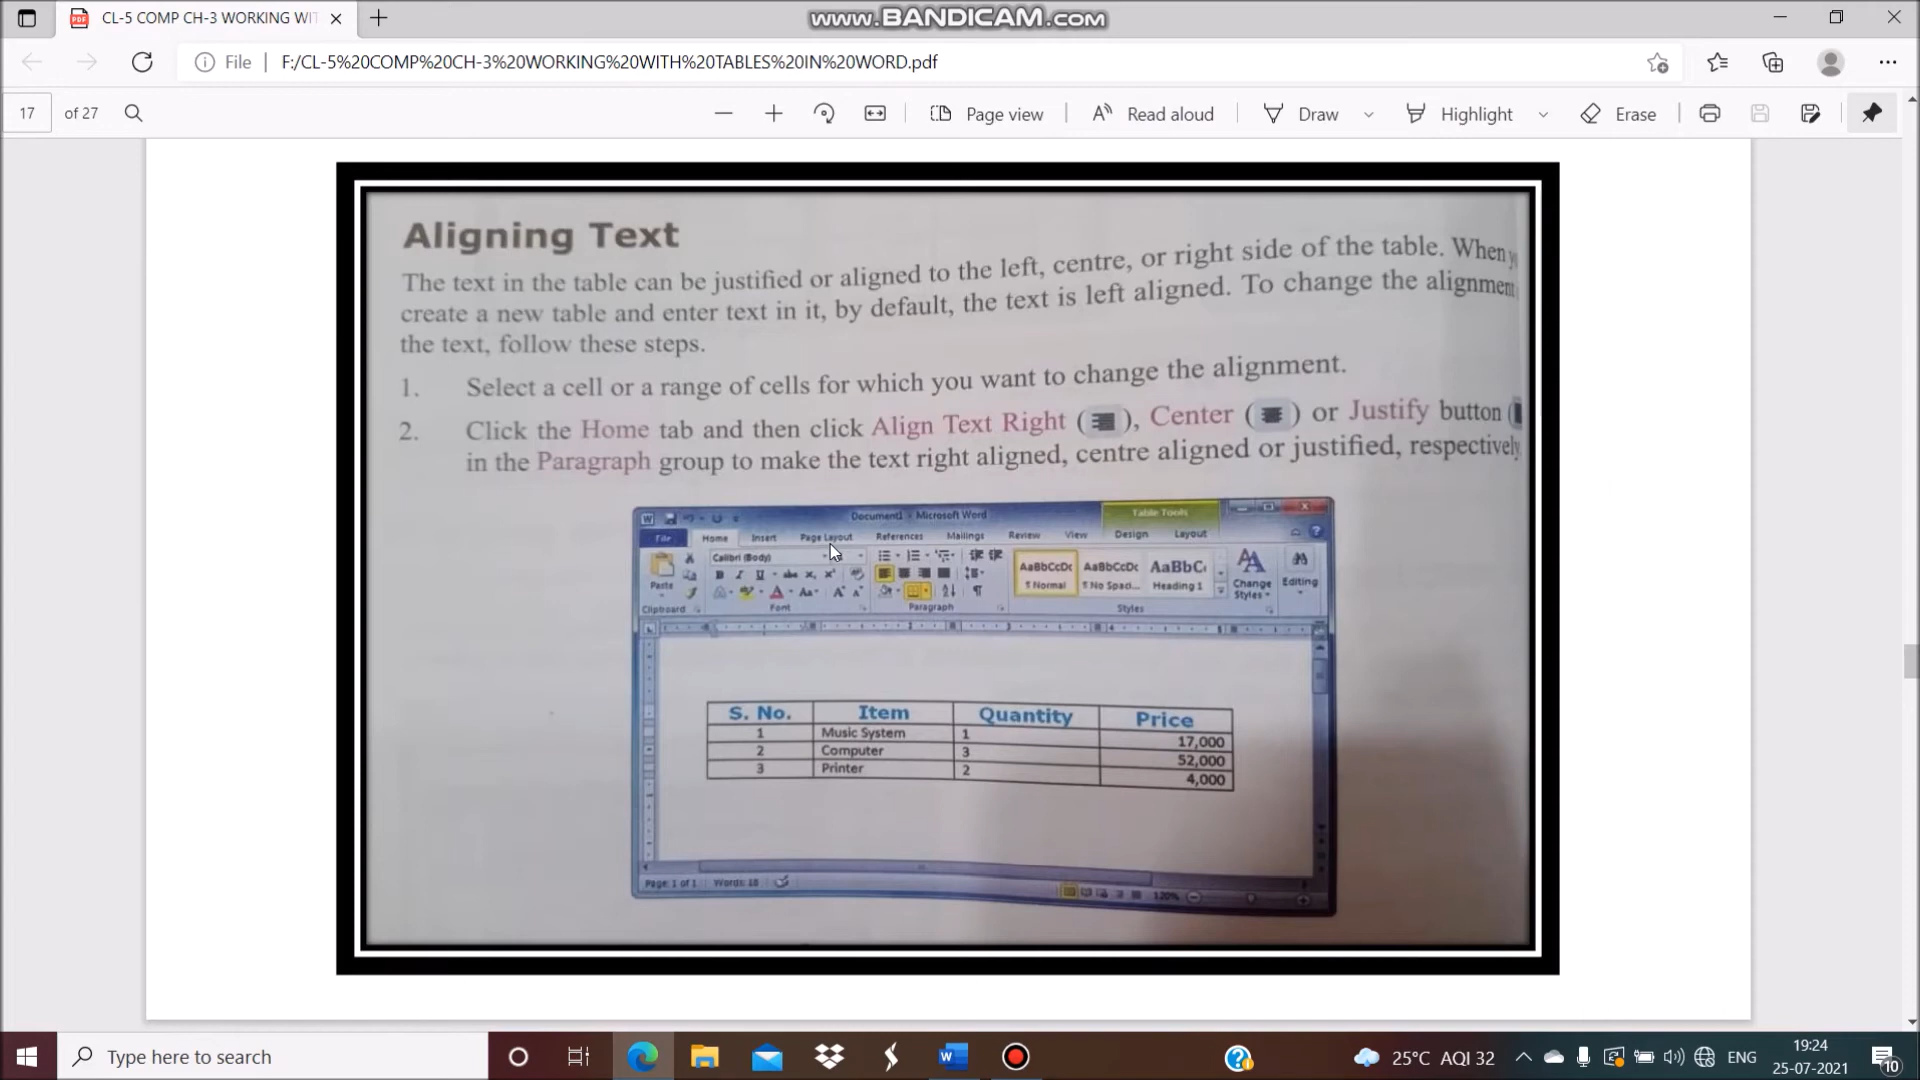 CL-5 COMP CH-3 WORKING WIT
www.BANDICAM.com
File
F:/CL-5%20COMP%20CH-3%20WORKING%20WITH%20TABLES%20IN%20WORD.pdf
17 of 27
Page view
Read aloud
Draw
Highlight
Erase
Aligning Text
The text in the table can be justified or aligned to the left, centre, or right side of the table. When
create a new table and enter text in it, by default, the text is left aligned. To change the alignment
the text, follow these steps.
1. Select a cell or a range of cells for which you want to change the alignment.
2. Click the Home tab and then click Align Text Right ( ), Center ( ) or Justify button (
in the Paragraph group to make the text right aligned, centre aligned or justified, respectively
Document1 - Microsoft Word
Table Tools
File Home Insert Page Layout References Mailings Review View Design Layout
Calibri (Body)
Paste
AaBbCcDc AaBbCcDc AaBbC
Normal No Spaci... Heading 1
Change Styles
Editing
Clipboard Font Paragraph Styles
S. No. Item Quantity Price
1 Music System 1 17,000
2 Computer 3 52,000
3 Printer 2 4,000
Page: 1 of 1 Words: 18
120%
Type here to search
25°C AQI 32
ENG
19:24
25-07-2021
10